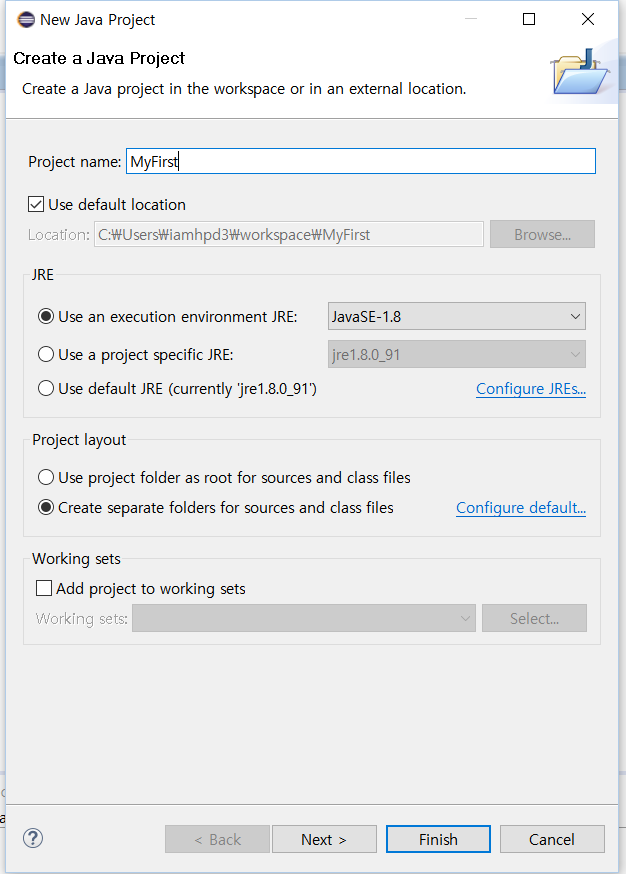 New Java Project
Create a Java Project
Create a Java project in the workspace or in an external location.
Project name: MyFirst
Use default location
Location: C:₩Users₩iamhpd3₩workspace₩MyFirst Browse...
JRE
Use an execution environment JRE: JavaSE-1.8
Use a project specific JRE: jre1.8.0_91
Use default JRE (currently 'jre1.8.0_91') Configure JREs...
Project layout
Use project folder as root for sources and class files
Create separate folders for sources and class files Configure default...
Working sets
Add project to working sets
Working sets: Select...
< Back Next > Finish Cancel